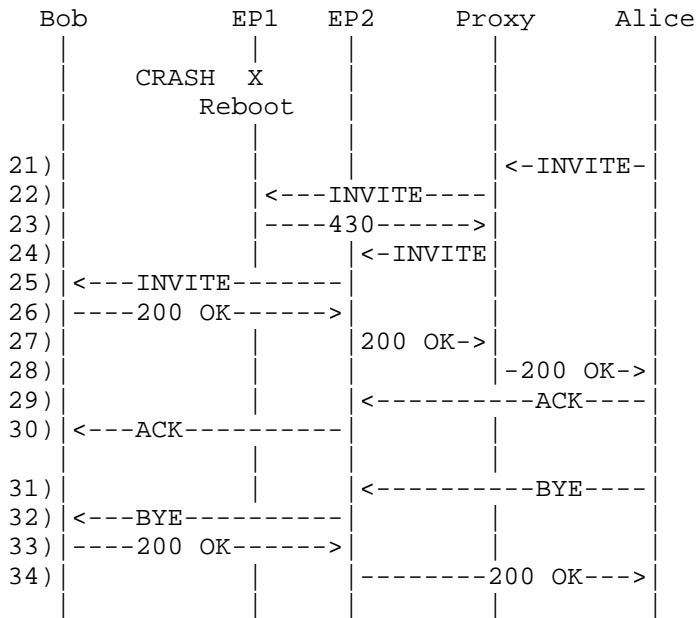 Bob EP1 EP2 Proxy Alice
CRASH X
Reboot
21) <-INVITE-
22) <---INVITE----
23) ----430------>
24) <-INVITE
25) <---INVITE-------
26) ----200 OK------>
27) 200 OK->
28) -200 OK->
29) <----------ACK----
30) <---ACK----------
31) <----------BYE----
32) <---BYE----------
33) ----200 OK------>
34) --------200 OK--->